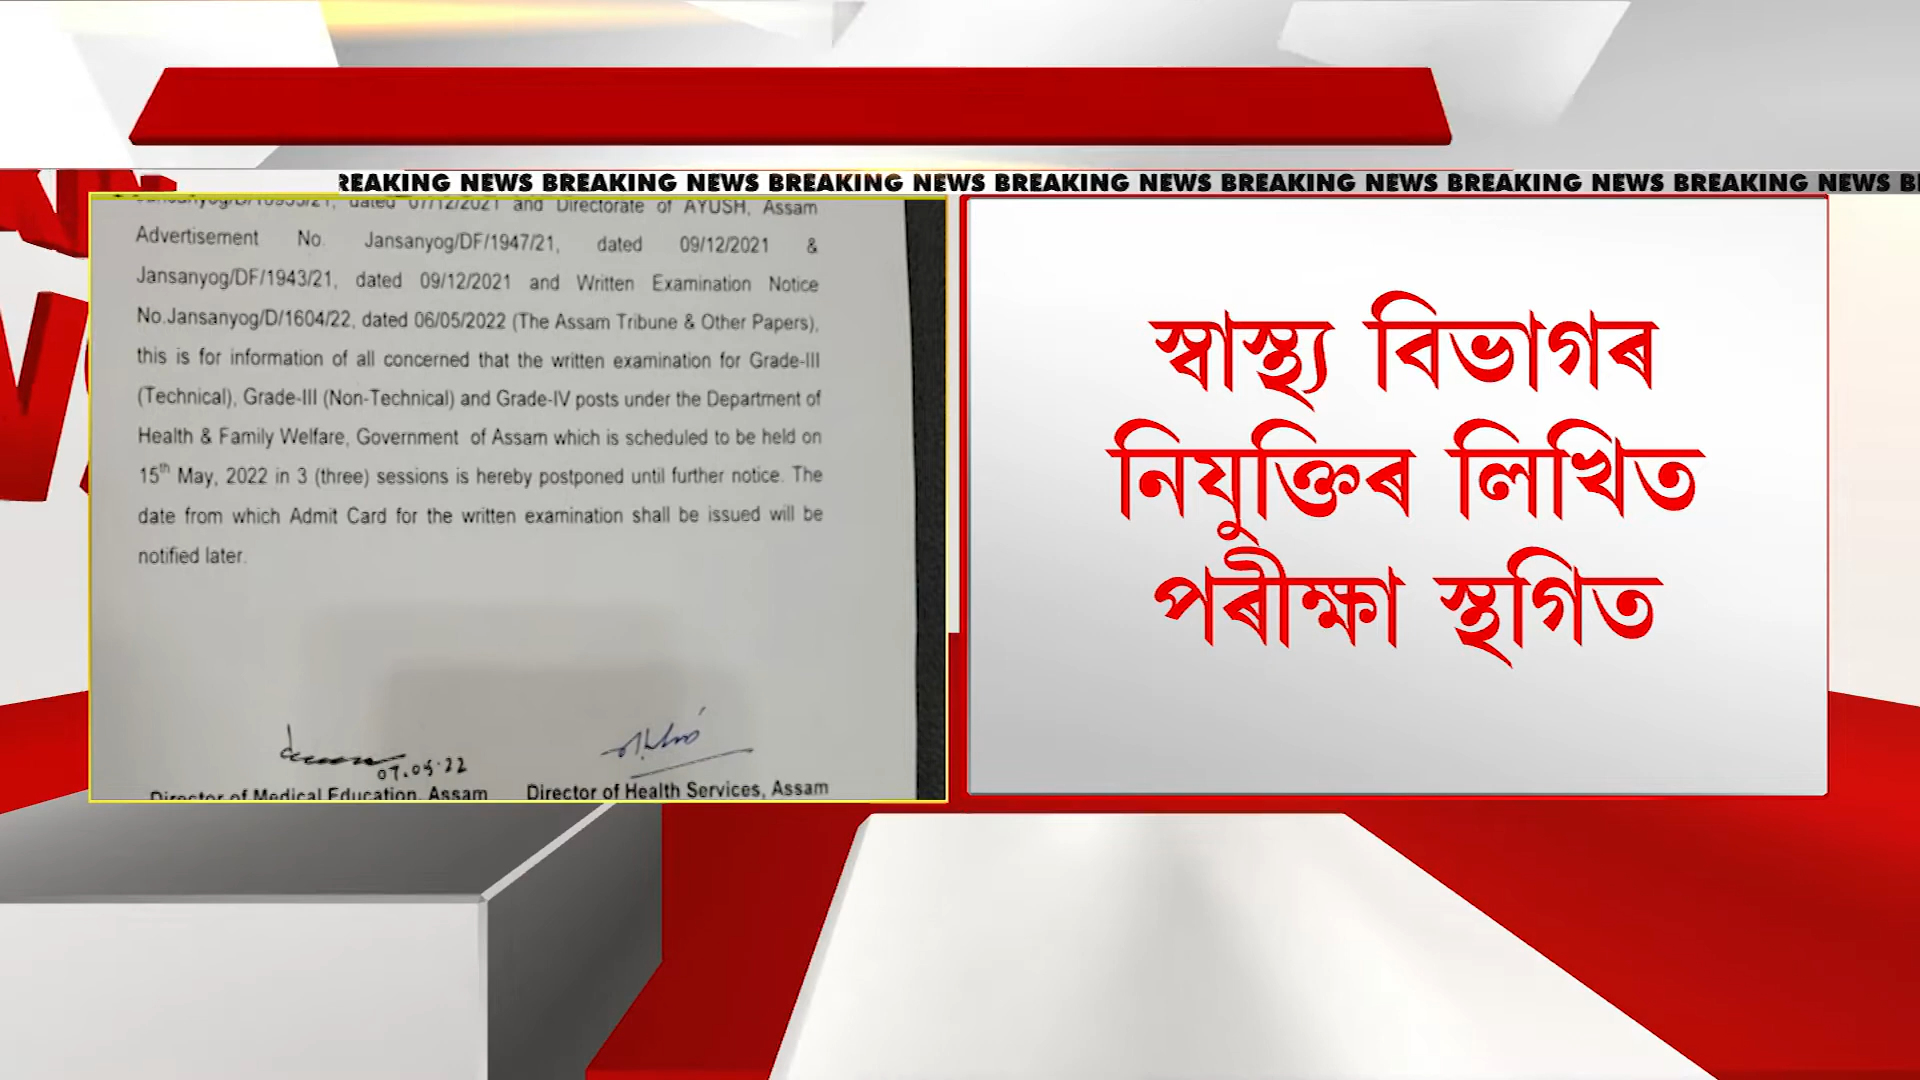 REAKING NEWS BREAKING NEWS BREAKING NEWS BREAKING NEWS BREAKING NEWS BREAKING NEWS BREAKING NEWS
dated 07/12/2021 and Directorate of AYUSH, Assam
Advertisement No. Jansanyog/DF/1947/21, dated 09/12/2021 &
Jansanyog/DF/1943/21, dated 09/12/2021 and Written Examination Notice
No.Jansanyog/D/1604/22, dated 06/05/2022 (The Assam Tribune & Other Papers),
this is for information of all concerned that the written examination for Grade-III
(Technical), Grade-III (Non-Technical) and Grade-IV posts under the Department of
Health & Family Welfare, Government of Assam which is scheduled to be held on
15th May, 2022 in 3 (three) sessions is hereby postponed until further notice. The
date from which Admit Card for the written examination shall be issued will be
notified later.
07.05.22
Director of Medical Education, Assam
Director of Health Services, Assam
স্বাস্থ্য বিভাগৰ
নিযুক্তিৰ লিখিত
পৰীক্ষা স্থগিত